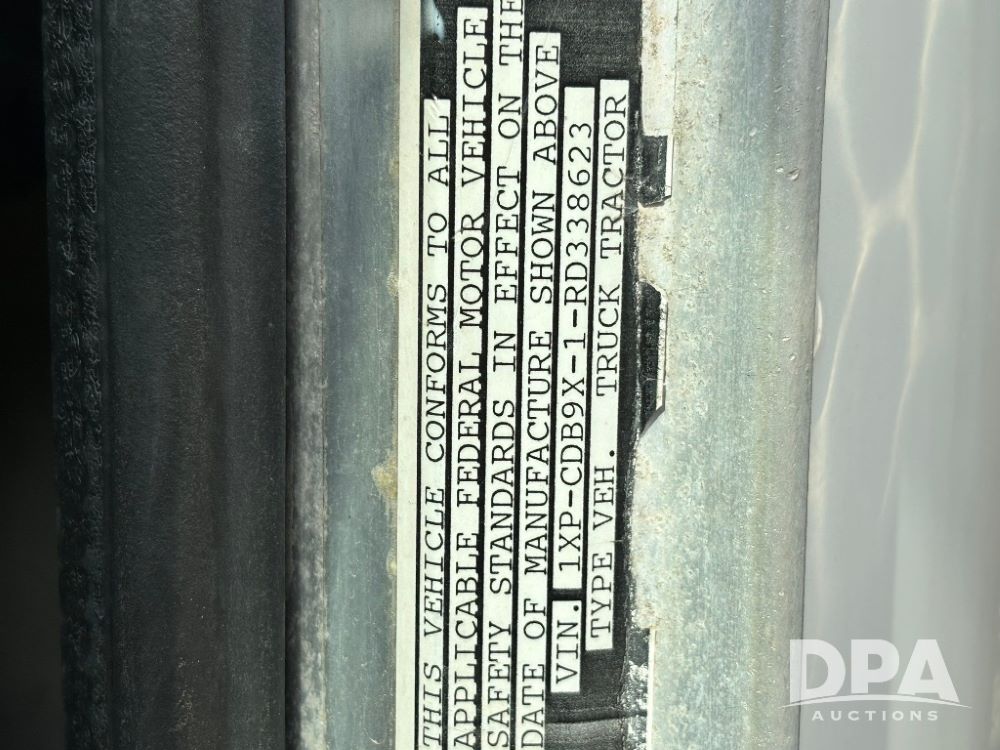 THIS VEHICLE CONFORMS TO ALL
APPLICABLE FEDERAL MOTOR VEHICLE
SAFETY STANDARDS IN EFFECT ON THE
DATE OF MANUFACTURE SHOWN ABOVE
VIN. 1XP-CDB9X-1-RD338623
TYPE VEH. TRUCK TRACTOR
DPA
AUCTIONS